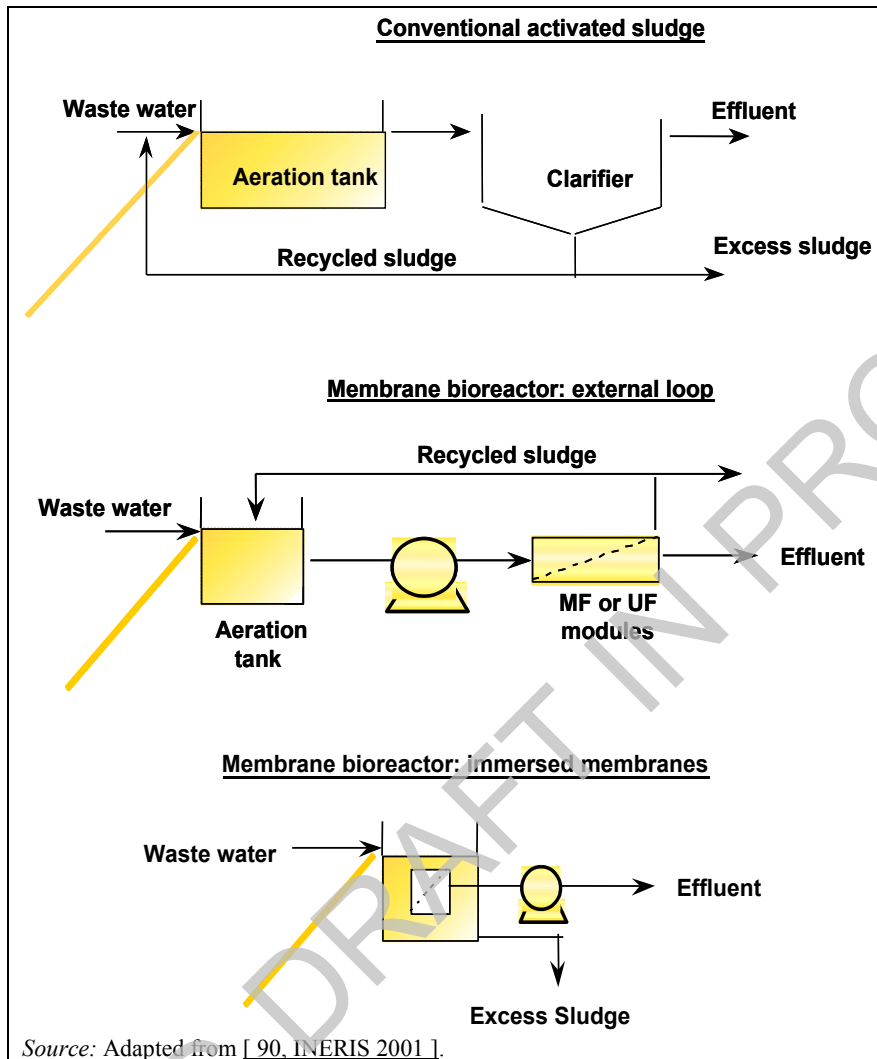 Conventional activated sludge
Waste water
Effluent
Aeration tank
Clarifier
Recycled sludge
Excess sludge
Membrane bioreactor: external loop
Recycled sludge
Waste water
Effluent
Aeration
tank
MF or UF
modules
Membrane bioreactor: immersed membranes
Waste water
Effluent
Excess Sludge
Source: Adapted from [ 90, INERIS 2001 ].
DRAFT IN PRO